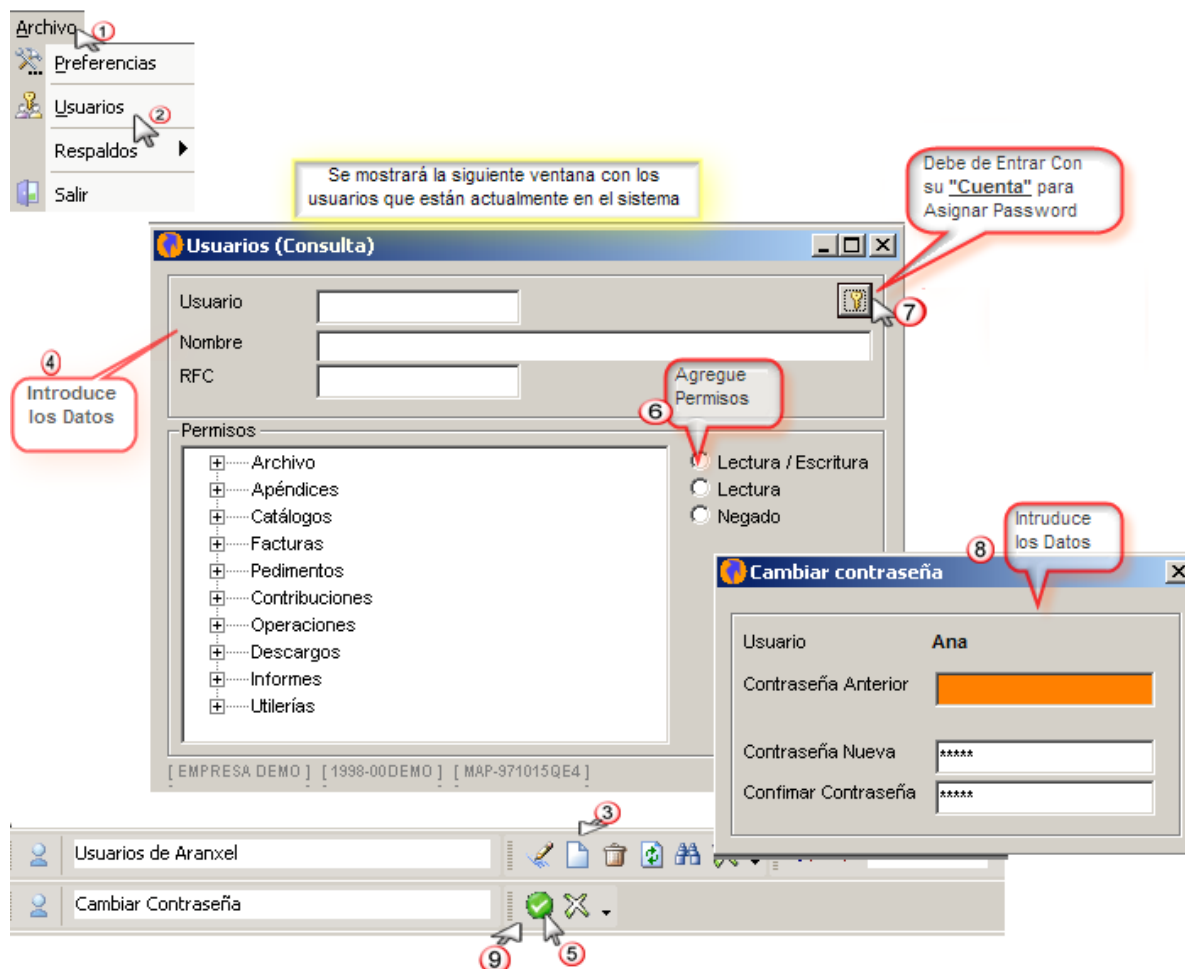 Archivo
1
Preferencias
Usuarios
2
Respaldos
Salir
Se mostrará la siguiente ventana con los
usuarios que están actualmente en el sistema
Debe de Entrar Con
su "Cuenta" para
Asignar Password
Usuarios (Consulta)
Usuario
7
Nombre
RFC
4
Introduce
los Datos
Agregue
Permisos
6
Permisos
Archivo
Apéndices
Catálogos
Facturas
Pedimentos
Contribuciones
Operaciones
Descargos
Informes
Utilerías
Lectura / Escritura
Lectura
Negado
Intruduce
los Datos
8
Cambiar contraseña
Usuario Ana
Contraseña Anterior
Contraseña Nueva *****
Confimar Contraseña *****
[ EMPRESA DEMO ] [ 1998-00DEMO ] [ MAP-971015QE4 ]
3
Usuarios de Aranxel
Cambiar Contraseña
9
5